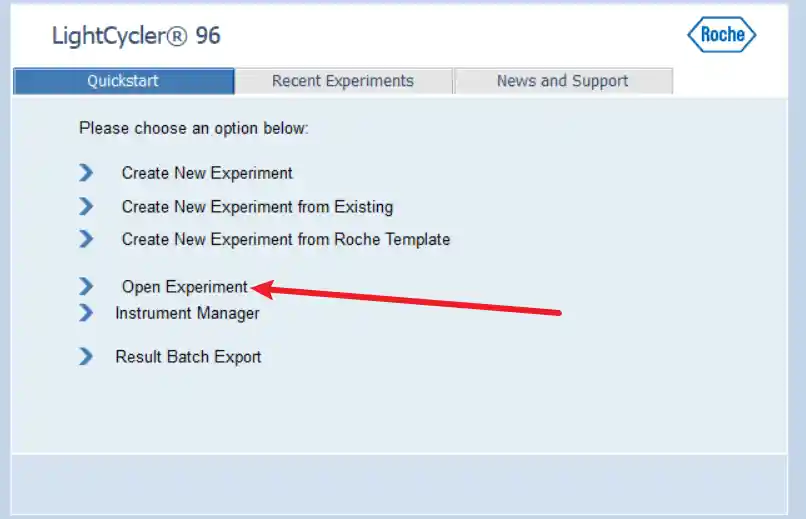 LightCycler® 96
Roche
Quickstart
Recent Experiments
News and Support
Please choose an option below:
Create New Experiment
Create New Experiment from Existing
Create New Experiment from Roche Template
Open Experiment
Instrument Manager
Result Batch Export